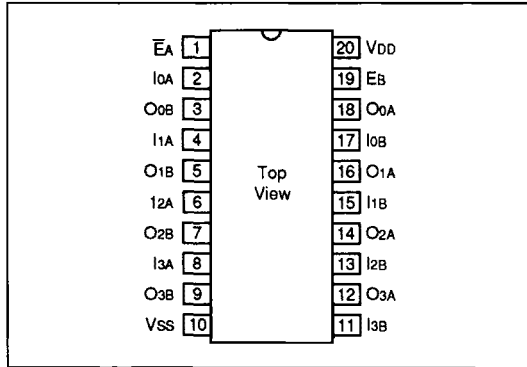 E̅A 1 20 VDD
I0A 2 19 EB
O0B 3 18 O0A
I1A 4 17 I0B
O1B 5 16 O1A
Top
View
12A 6 15 I1B
O2B 7 14 O2A
I3A 8 13 I2B
O3B 9 12 O3A
VSS 10 11 I3B